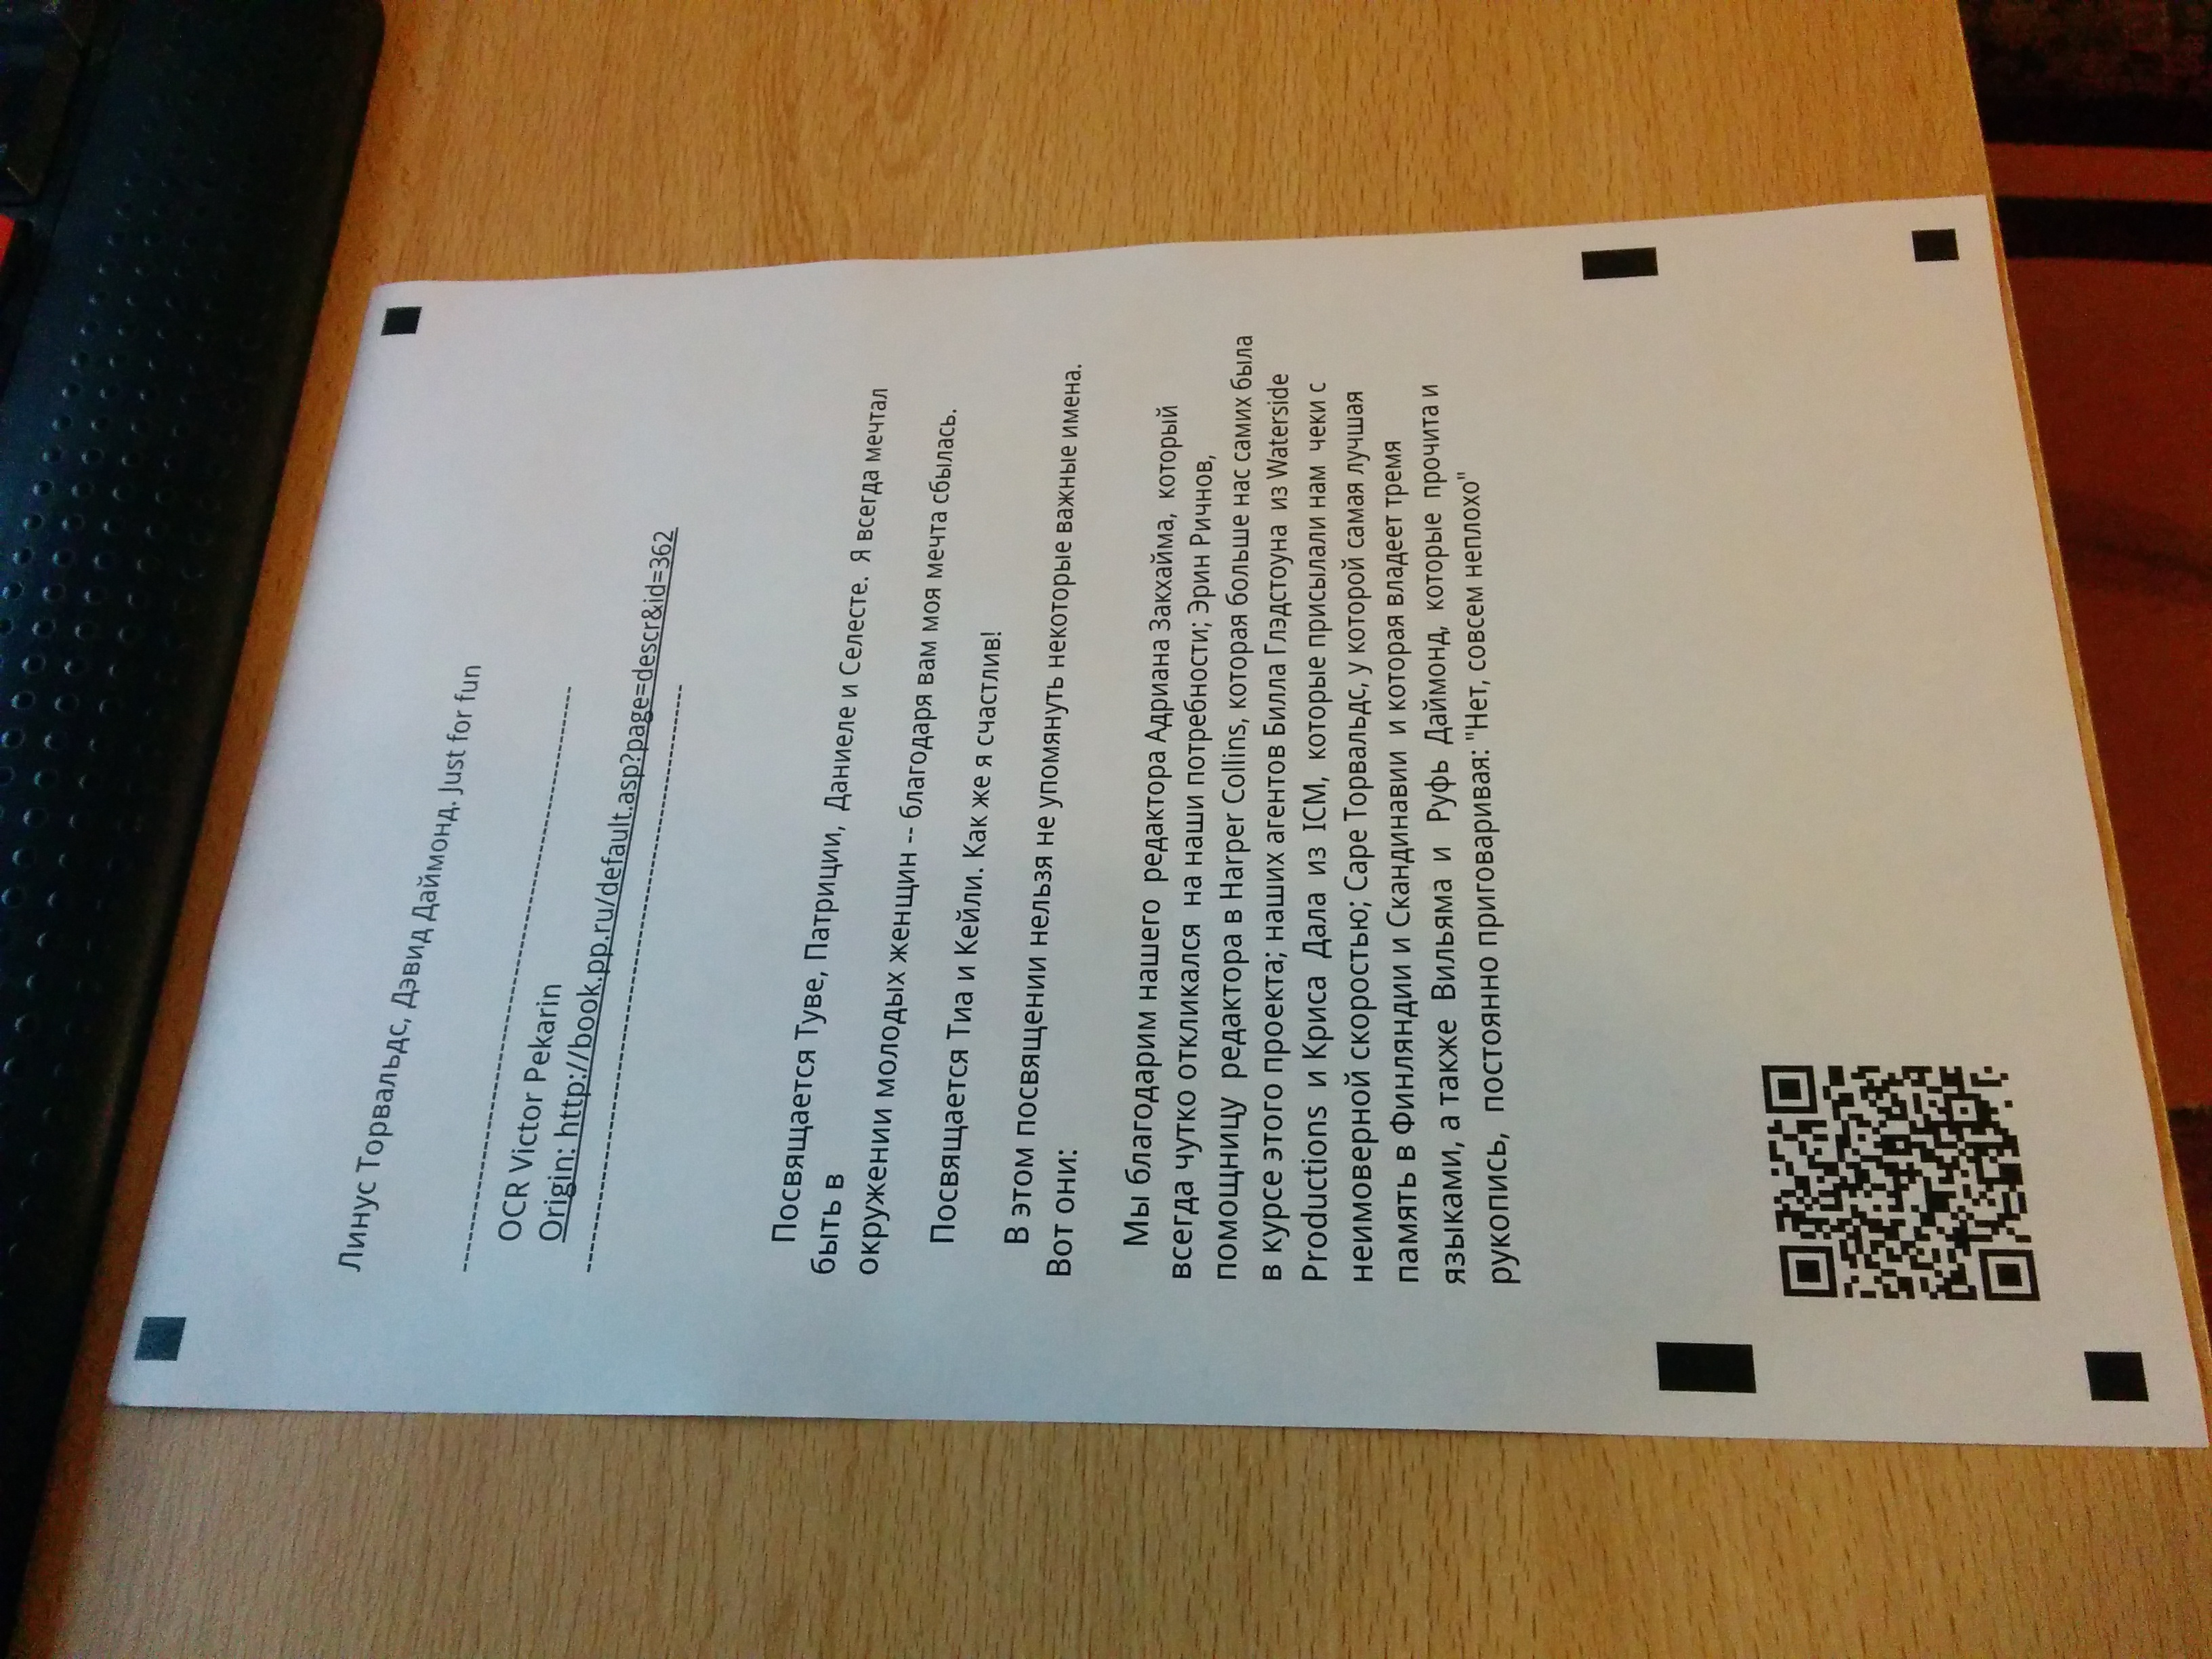 Линус Торвальдс, Дэвид Даймонд. Just for fun
---------------------------------------------------------------
OCR Victor Pekarin
Origin: http://book.pp.ru/default.asp?page=descr&id=362
---------------------------------------------------------------
Посвящается Туве, Патриции, Даниеле и Селесте. Я всегда мечтал
быть в
окружении молодых женщин -- благодаря вам моя мечта сбылась.
Посвящается Тиа и Кейли. Как же я счастлив!
В этом посвящении нельзя не упомянуть некоторые важные имена.
Вот они:
Мы благодарим нашего редактора Адриана Закхайма, который
всегда чутко откликался на наши потребности; Эрин Ричнов,
помощницу редактора в Harper Collins, которая больше нас самих была
в курсе этого проекта; наших агентов Билла Глэдстоуна из Waterside
Productions и Криса Дала из ICM, которые присылали нам чеки с
неимоверной скоростью; Саре Торвальдс, у которой самая лучшая
память в Финляндии и Скандинавии и которая владеет тремя
языками, а также Вильяма и Руфь Даймонд, которые прочита и
рукопись, постоянно приговаривая: "Нет, совсем неплохо"